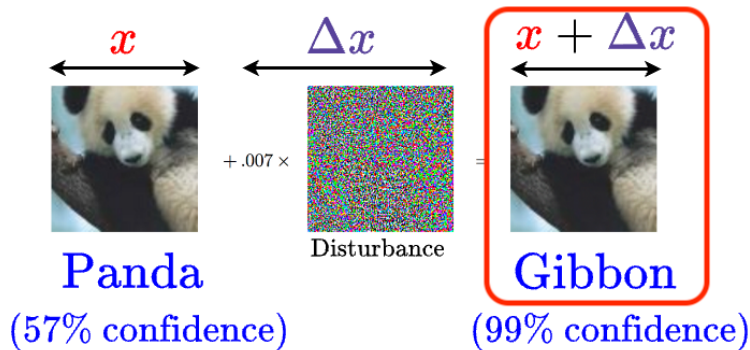 x Δx x + Δx
+ .007 × =
Disturbance
Panda Gibbon
(57% confidence) (99% confidence)